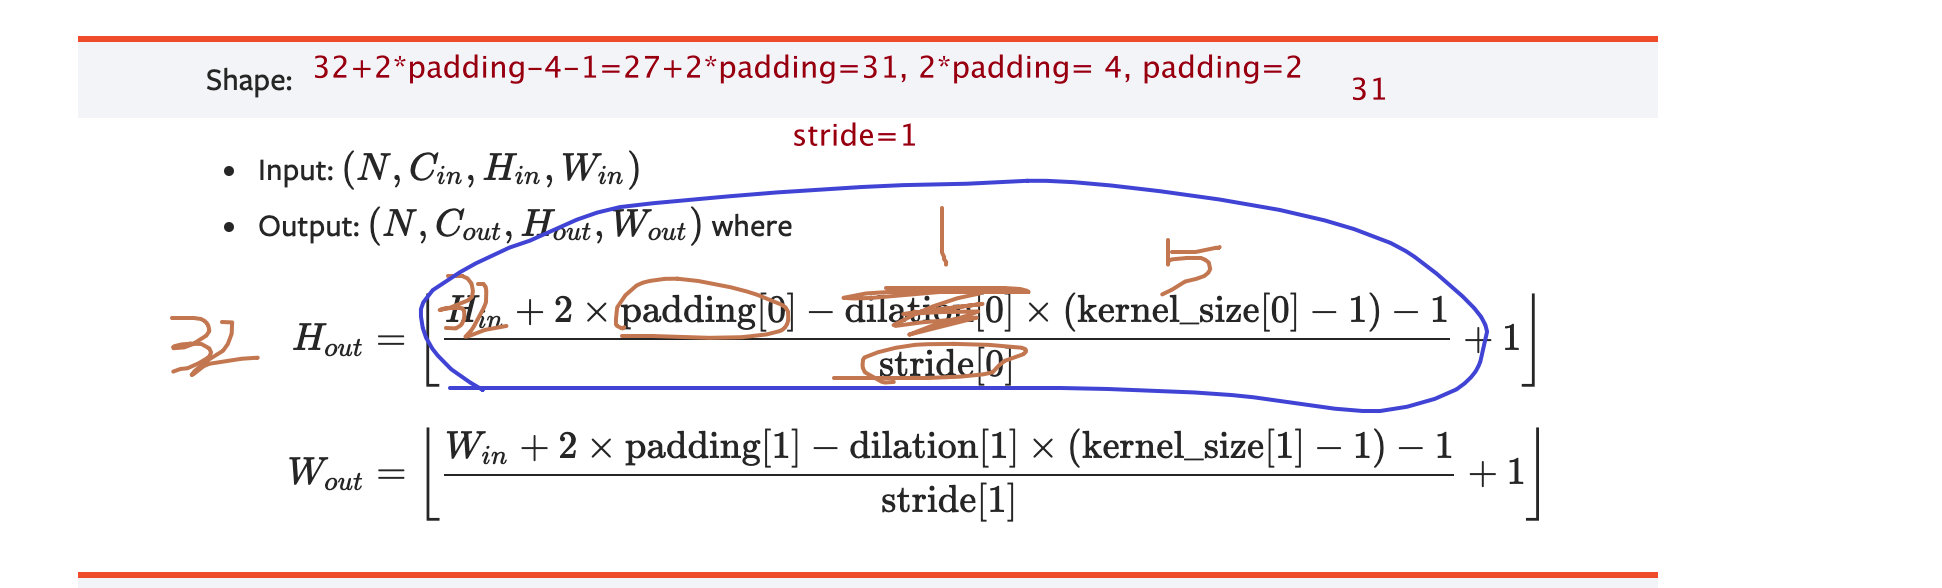 Shape: 32+2*padding-4-1=27+2*padding=31, 2*padding= 4, padding=2
31
stride=1
• Input: (N, C_in, H_in, W_in)
• Output: (N, C_out, H_out, W_out) where
1 5
32
32 H_out = ⌊(H_in + 2 × padding[0] − dilation[0] × (kernel_size[0] − 1) − 1) / stride[0] + 1⌋
W_out = ⌊(W_in + 2 × padding[1] − dilation[1] × (kernel_size[1] − 1) − 1) / stride[1] + 1⌋